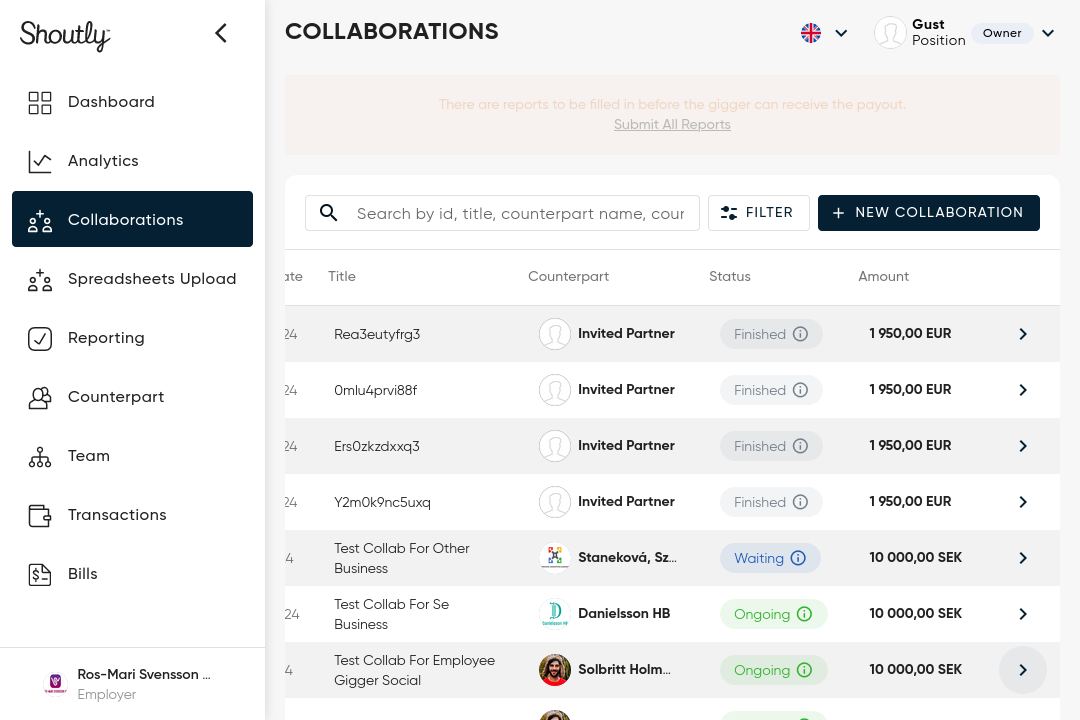 Shoutly
COLLABORATIONS
Gust
Position
Owner
Dashboard
Analytics
Collaborations
Spreadsheets Upload
Reporting
Counterpart
Team
Transactions
Bills
Ros-Mari Svensson ...
Employer
There are reports to be filled in before the gigger can receive the payout.
Submit All Reports
Search by id, title, counterpart name, cour
FILTER
+ NEW COLLABORATION
ate Title Counterpart Status Amount
24 Rea3eutyfrg3 Invited Partner Finished 1 950,00 EUR
24 0mlu4prvi88f Invited Partner Finished 1 950,00 EUR
24 Ers0zkzdxxq3 Invited Partner Finished 1 950,00 EUR
24 Y2m0k9nc5uxq Invited Partner Finished 1 950,00 EUR
4 Test Collab For Other Staneková, Sz... Waiting 10 000,00 SEK
Business
24 Test Collab For Se Danielsson HB Ongoing 10 000,00 SEK
Business
4 Test Collab For Employee Solbritt Holm... Ongoing 10 000,00 SEK
Gigger Social